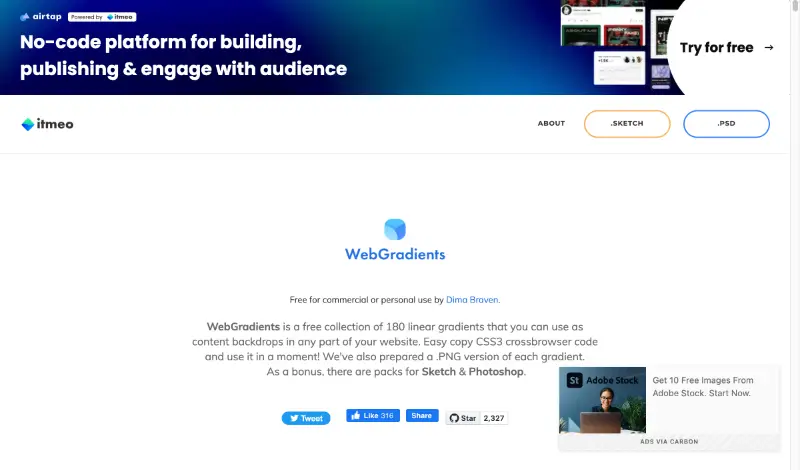 airtap Powered by itmeo
No-code platform for building,
publishing & engage with audience
Try for free →
itmeo
ABOUT
.SKETCH
.PSD
WebGradients
Free for commercial or personal use by Dima Braven.
WebGradients is a free collection of 180 linear gradients that you can use as
content backdrops in any part of your website. Easy copy CSS3 crossbrowser code
and use it in a moment! We've also prepared a .PNG version of each gradient.
As a bonus, there are packs for Sketch & Photoshop.
Tweet
Like 316
Share
Star
2,327
St Adobe Stock
Get 10 Free Images From
Adobe Stock. Start Now.
ADS VIA CARBON